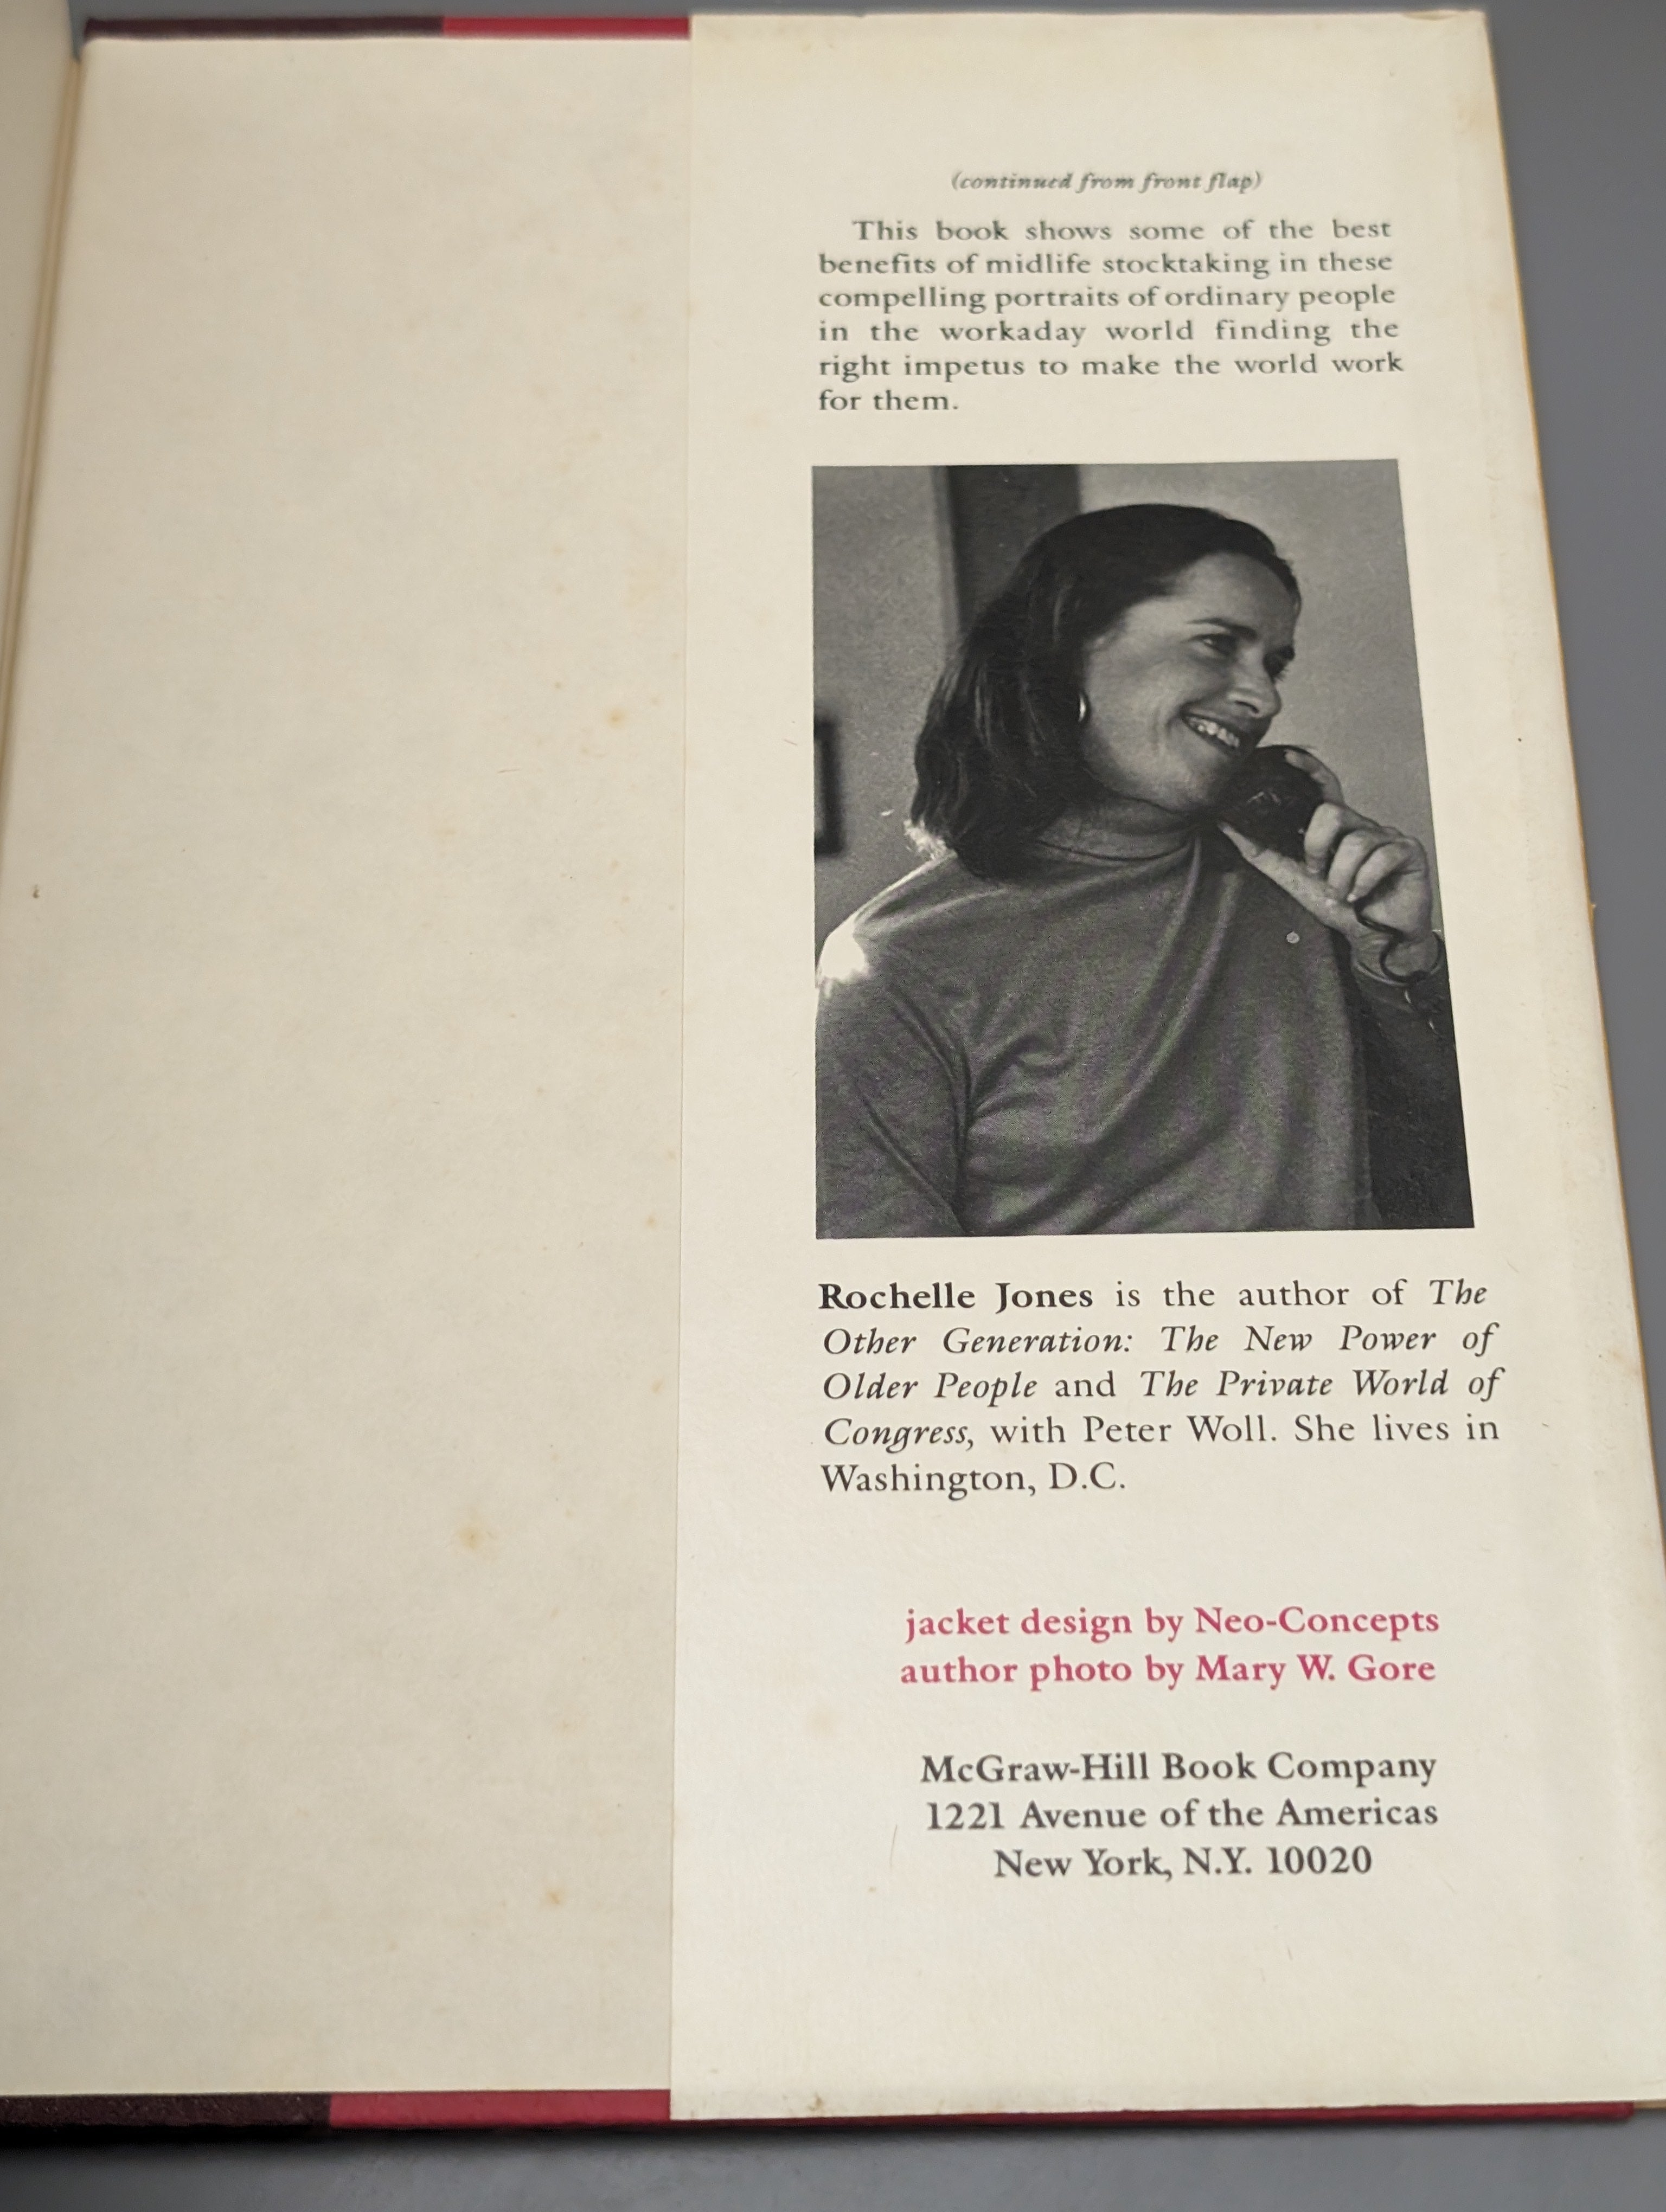 (continued from front flap)
This book shows some of the best
benefits of midlife stocktaking in these
compelling portraits of ordinary people
in the workaday world finding the
right impetus to make the world work
for them.
Rochelle Jones is the author of The
Other Generation: The New Power of
Older People and The Private World of
Congress, with Peter Woll. She lives in
Washington, D.C.
jacket design by Neo-Concepts
author photo by Mary W. Gore
McGraw-Hill Book Company
1221 Avenue of the Americas
New York, N.Y. 10020